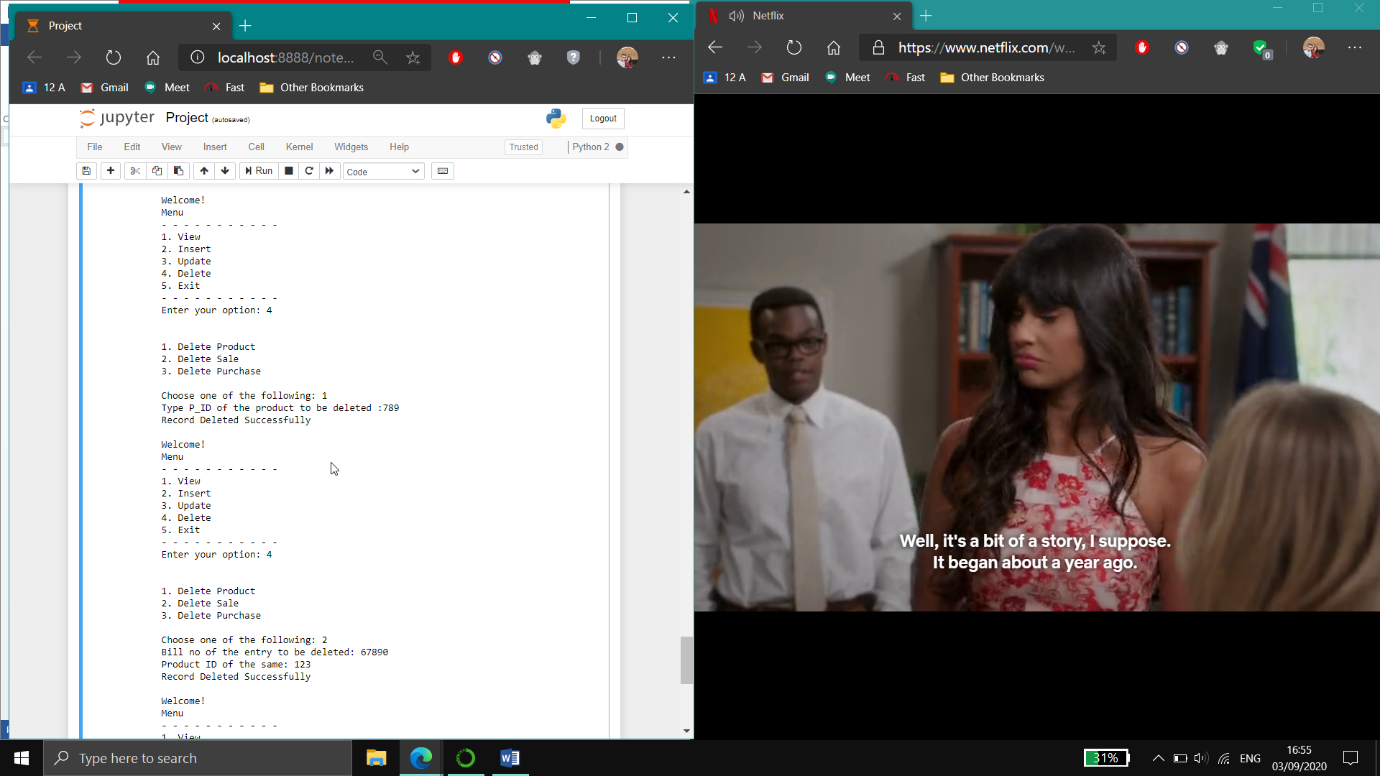 Project
localhost:8888/note...
12 A
Gmail
Meet
Fast
Other Bookmarks
jupyter Project (autosaved)
Logout
File Edit View Insert Cell Kernel Widgets Help
Trusted
Python 2
Run
Code
Welcome!
Menu
- - - - - - - - - - -
1. View
2. Insert
3. Update
4. Delete
5. Exit
- - - - - - - - - - -
Enter your option: 4
1. Delete Product
2. Delete Sale
3. Delete Purchase
Choose one of the following: 1
Type P_ID of the product to be deleted :789
Record Deleted Successfully
Welcome!
Menu
- - - - - - - - - - -
1. View
2. Insert
3. Update
4. Delete
5. Exit
- - - - - - - - - - -
Enter your option: 4
1. Delete Product
2. Delete Sale
3. Delete Purchase
Choose one of the following: 2
Bill no of the entry to be deleted: 67890
Product ID of the same: 123
Record Deleted Successfully
Welcome!
Menu
- - - - - - - - - - -
1. View
Netflix
https://www.netflix.com/w...
0
12 A
Gmail
Meet
Fast
Other Bookmarks
Well, it's a bit of a story, I suppose.
It began about a year ago.
Type here to search
31%
ENG
16:55
03/09/2020